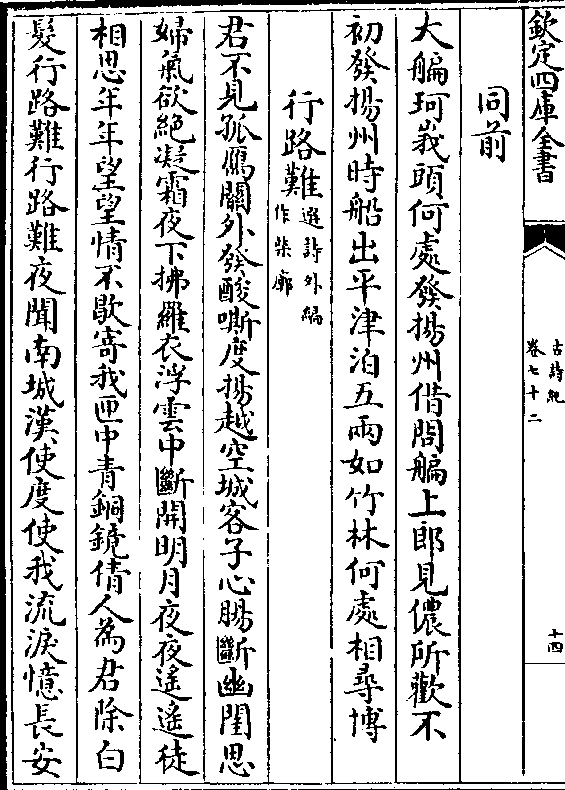 欽定四庫全書
古詩紀
卷七十二
十四
同前
大艑珂峩頭何處發揚州借問艑上郎見儂所歡不
初發揚州時船出平津泊五兩如竹林何處相尋博
行路難選詩外編
作柴廓
君不見孤鴈關外發酸嘶度揚越空城客子心腸斷幽閨思
婦氣欲絶凝霜夜下拂羅衣浮雲中斷開明月夜夜遙遙徒
相思年年望望情不歇寄我匣中青銅鏡倩人為君除白
髮行路難行路難夜聞南城漢使度使我流淚憶長安